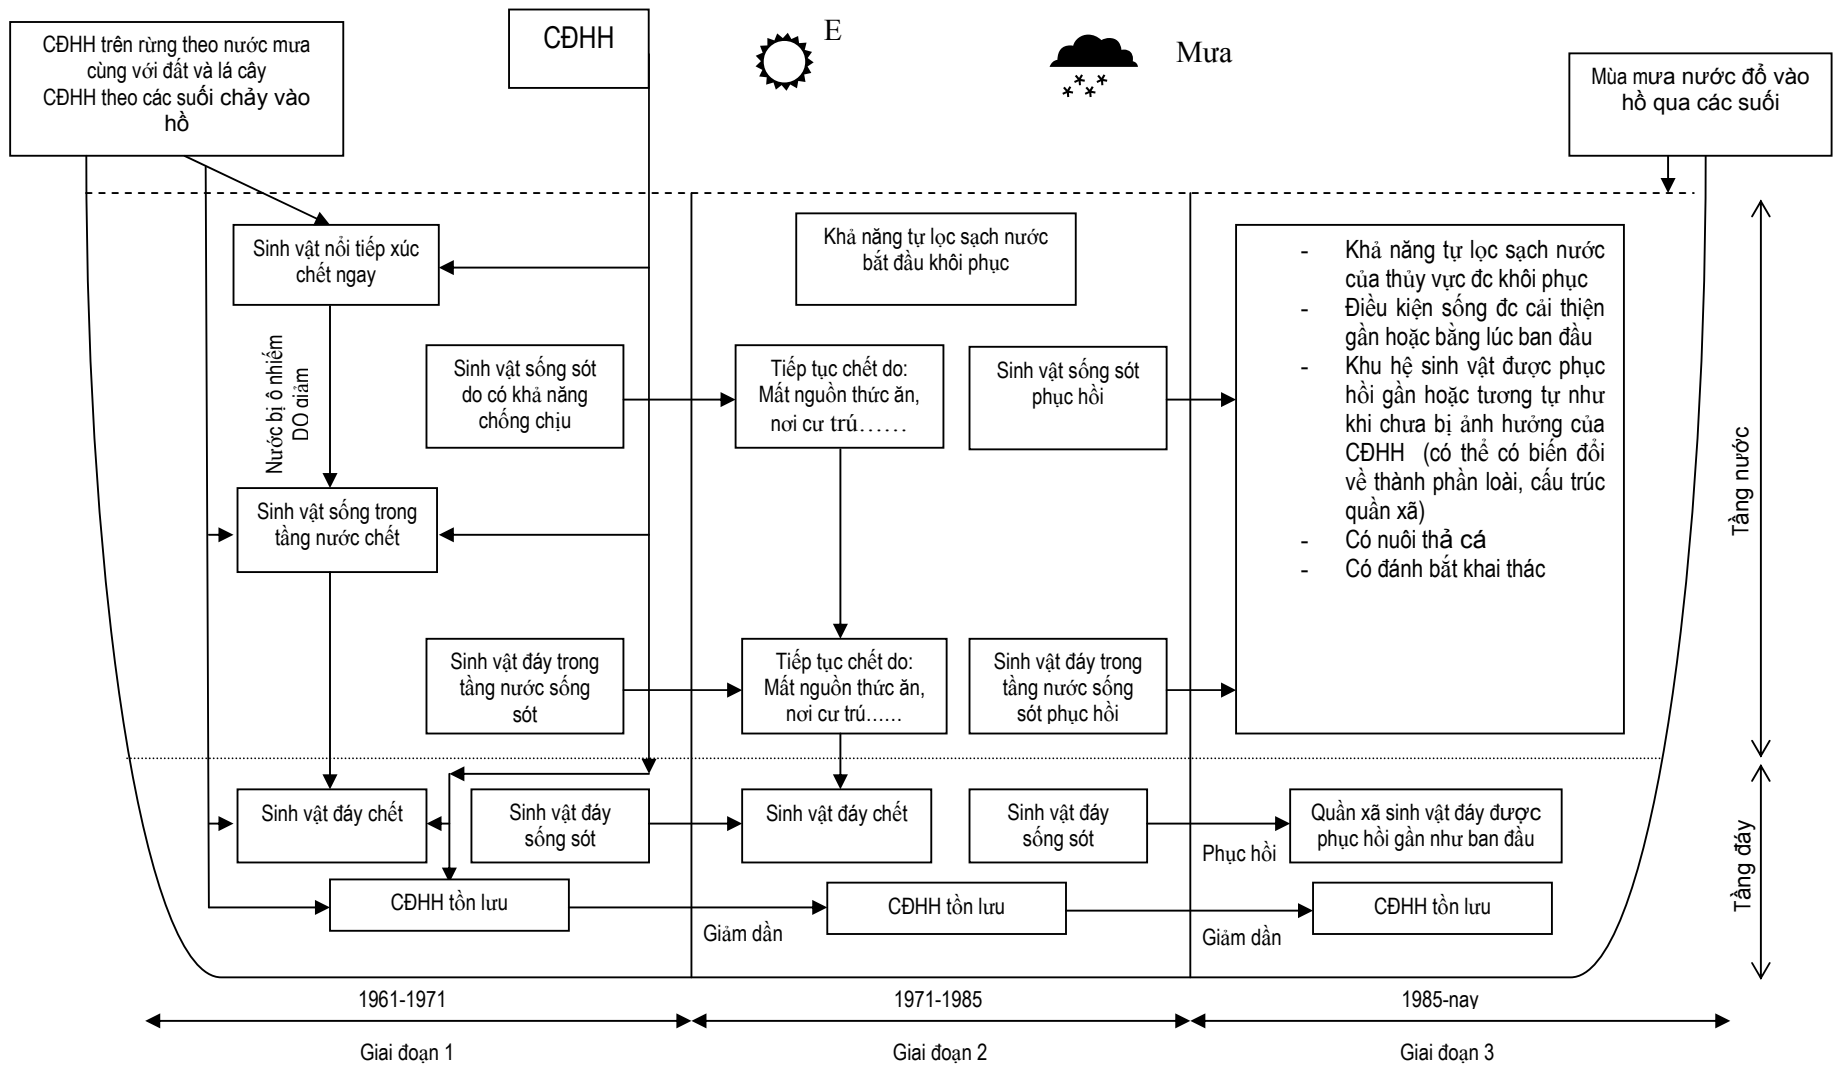 CĐHH trên rừng theo nước mưa
cùng với đất và lá cây
CĐHH theo các suối chảy vào
hồ
CĐHH
E
Mưa
Mùa mưa nước đổ vào
hồ qua các suối
Sinh vật nổi tiếp xúc
chết ngay
Khả năng tự lọc sạch nước
bắt đầu khôi phục
- Khả năng tự lọc sạch nước
của thủy vực đc khôi phục
- Điều kiện sống đc cải thiện
gần hoặc bằng lúc ban đầu
- Khu hệ sinh vật được phục
hồi gần hoặc tương tự như
khi chưa bị ảnh hưởng của
CĐHH (có thể có biến đổi
về thành phần loài, cấu trúc
quần xã)
- Có nuôi thả cá
- Có đánh bắt khai thác
Nước bị ô nhiễm
DO giảm
Sinh vật sống sót
do có khả năng
chống chịu
Tiếp tục chết do:
Mất nguồn thức ăn,
nơi cư trú……
Sinh vật sống sót
phục hồi
Sinh vật sống trong
tầng nước chết
Sinh vật đáy trong
tầng nước sống
sót
Tiếp tục chết do:
Mất nguồn thức ăn,
nơi cư trú……
Sinh vật đáy trong
tầng nước sống
sót phục hồi
Tầng nước
Sinh vật đáy chết
Sinh vật đáy
sống sót
Sinh vật đáy chết
Sinh vật đáy
sống sót
Phục hồi
Quần xã sinh vật đáy được
phục hồi gần như ban đầu
Tầng đáy
CĐHH tồn lưu
Giảm dần
CĐHH tồn lưu
Giảm dần
CĐHH tồn lưu
1961-1971
1971-1985
1985-nay
Giai đoạn 1
Giai đoạn 2
Giai đoạn 3